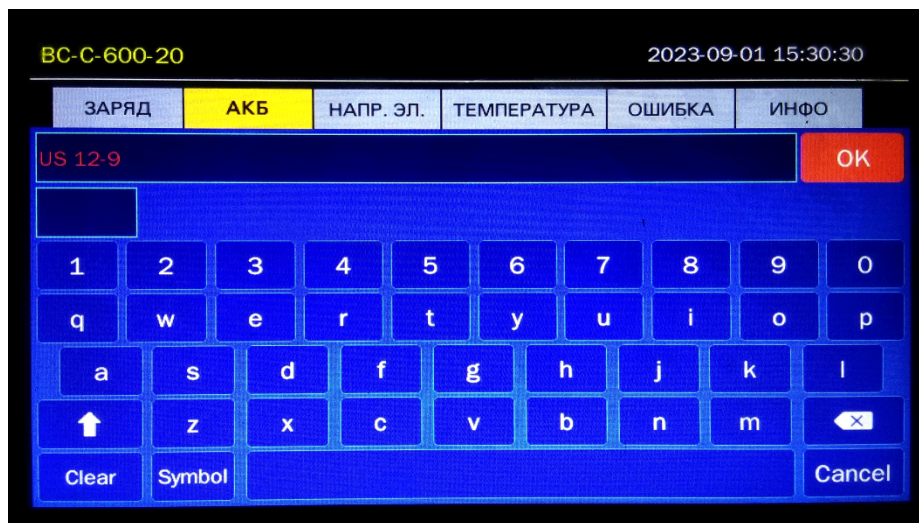 BC-C-600-20 2023-09-01 15:30:30
ЗАРЯД АКБ НАПР. ЭЛ. ТЕМПЕРАТУРА ОШИБКА ИНФО
US 12-9 OK
1 2 3 4 5 6 7 8 9 0
q w e r t y u i o p
a s d f g h j k l
z x c v b n m
Clear Symbol Cancel